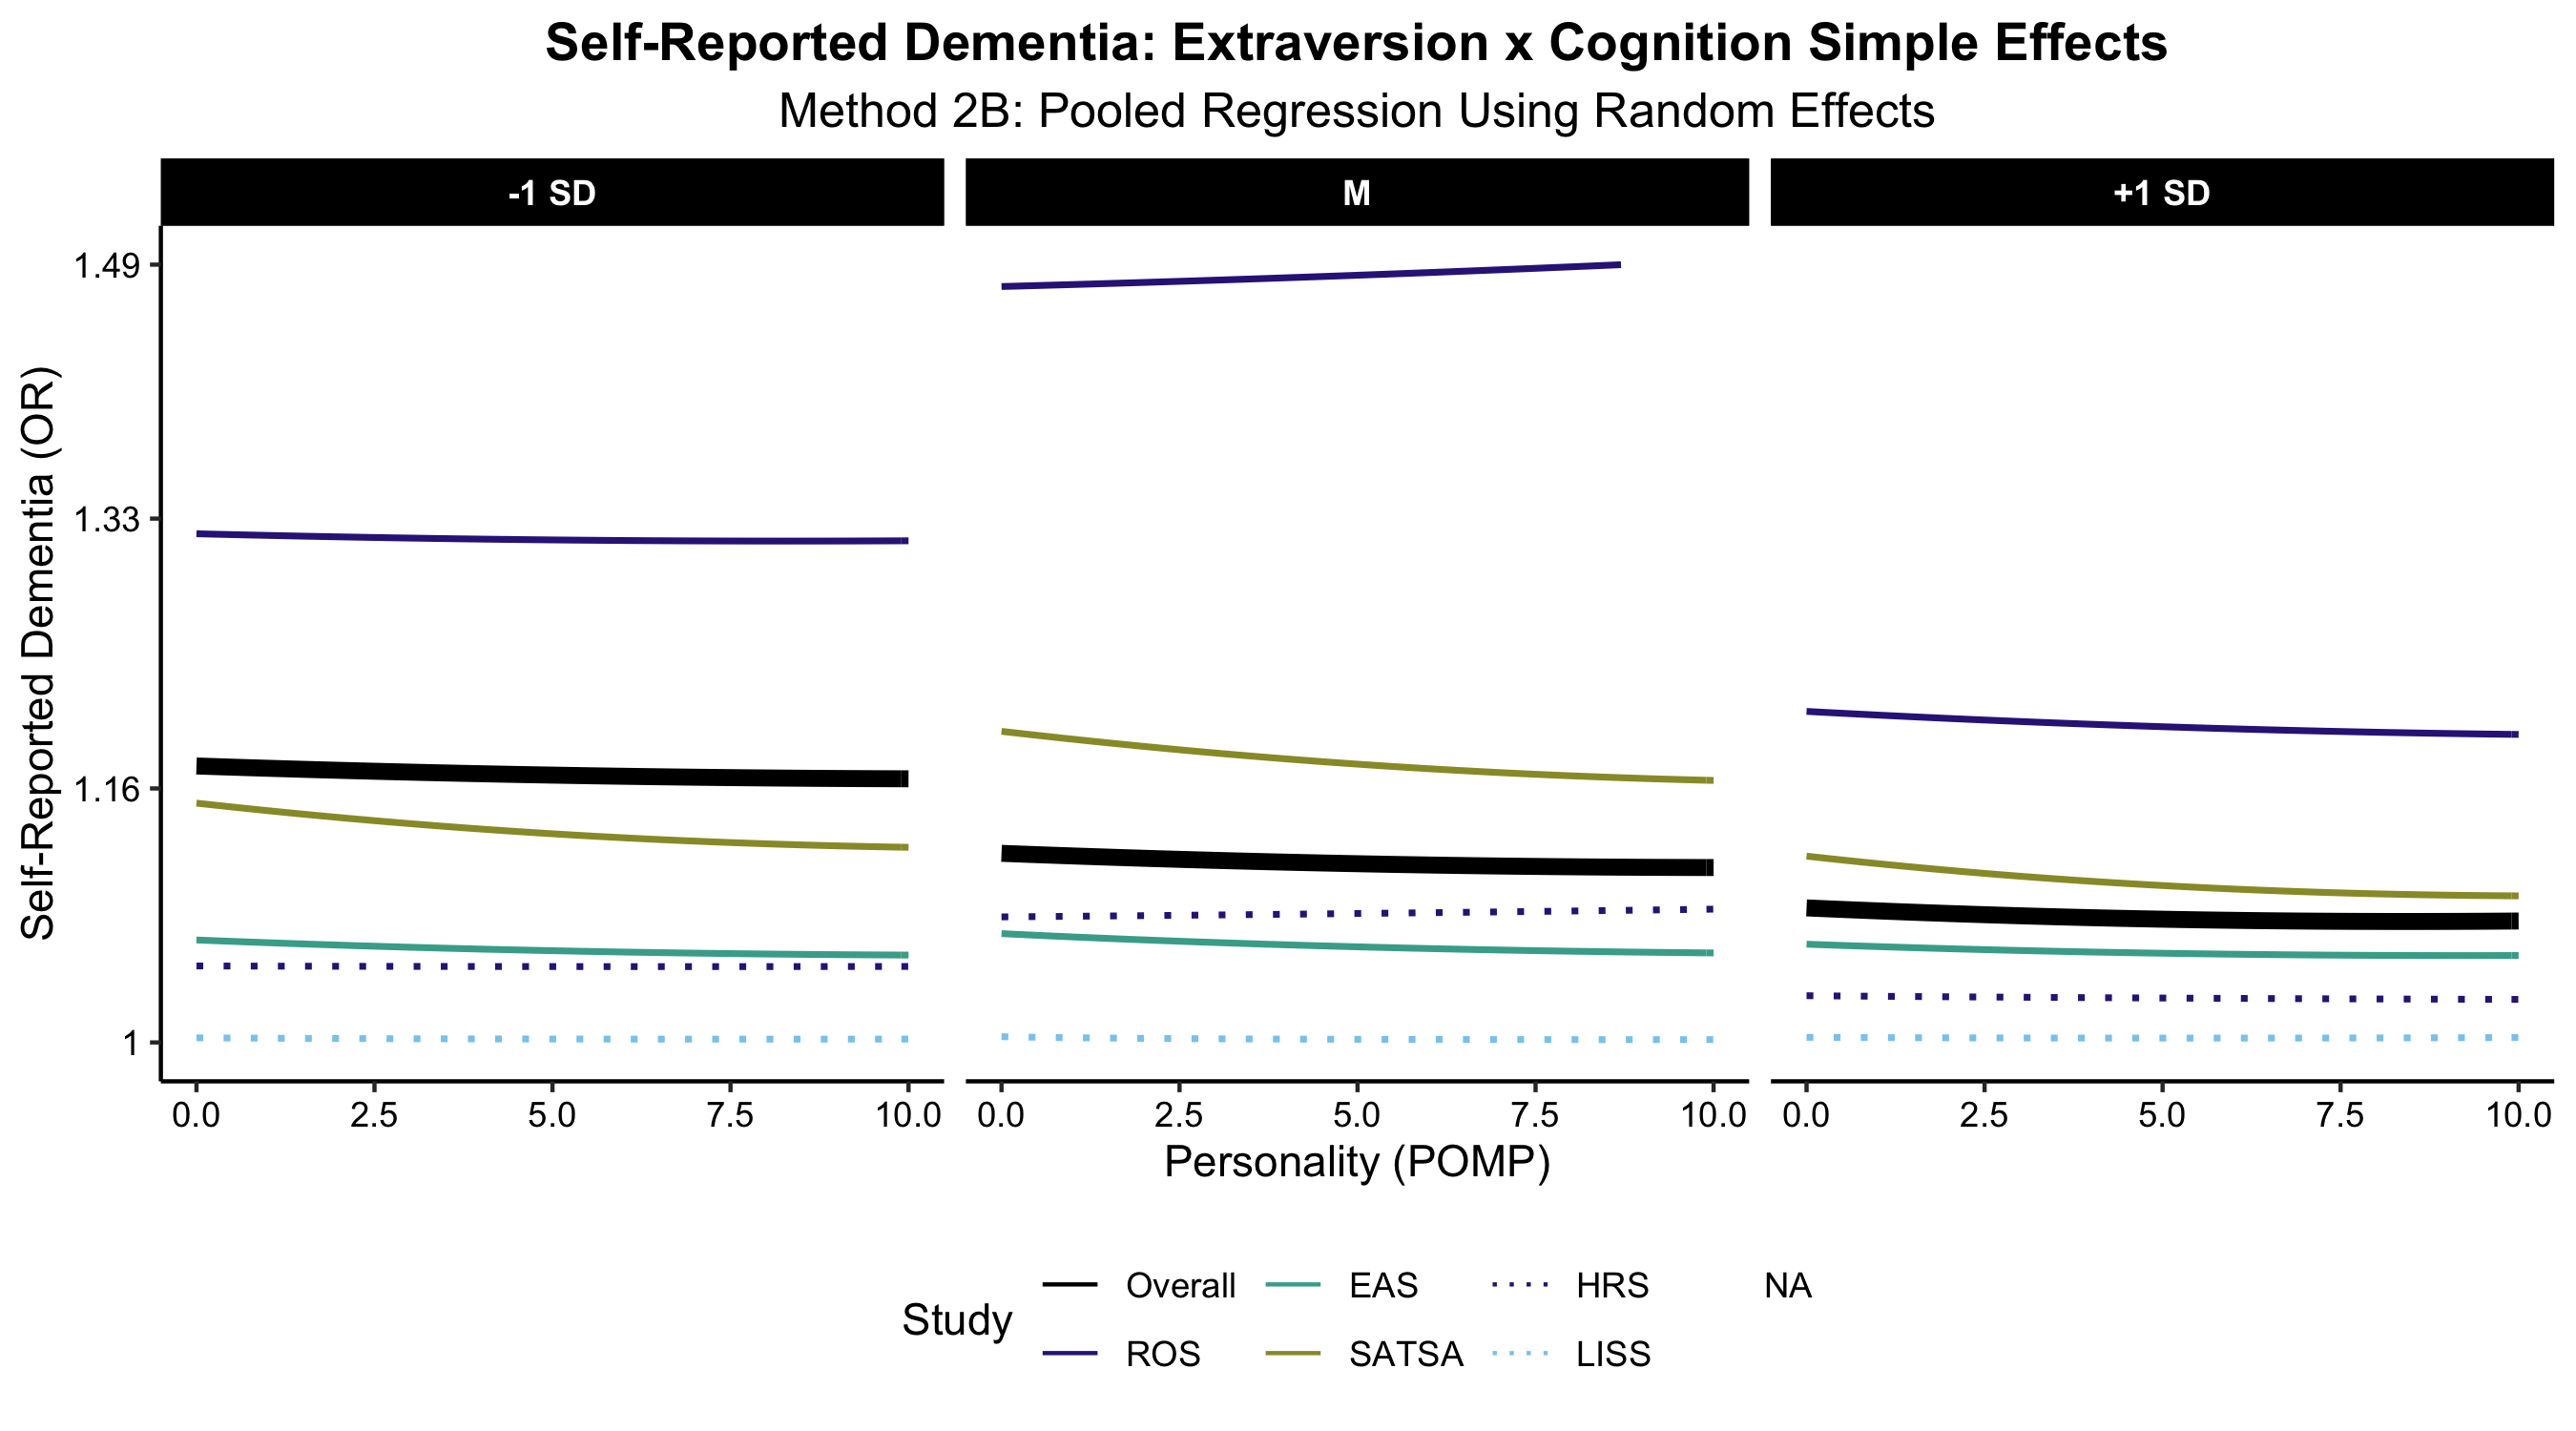 Self-Reported Dementia: Extraversion x Cognition Simple Effects
Method 2B: Pooled Regression Using Random Effects
-1 SD
M
+1 SD
Self-Reported Dementia (OR)
1.49
1.33
1.16
1
0.0 2.5 5.0 7.5 10.0
0.0 2.5 5.0 7.5 10.0
0.0 2.5 5.0 7.5 10.0
Personality (POMP)
Study
Overall EAS HRS NA
ROS SATSA LISS